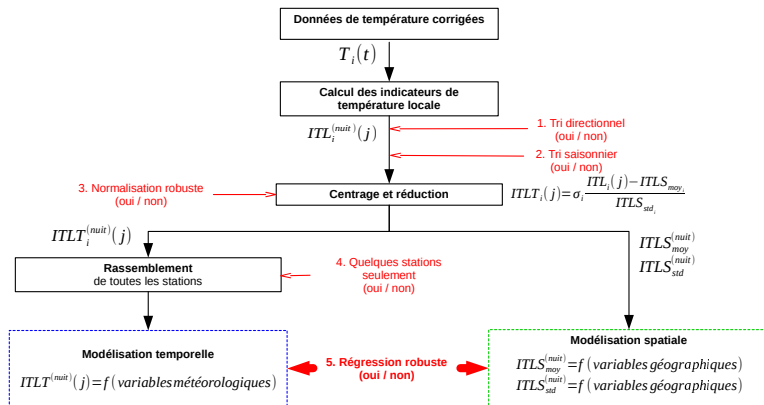 Données de température corrigées
T_i(t)
Calcul des indicateurs de
température locale
ITL_i^(nuit)(j)
1. Tri directionnel
(oui / non)
2. Tri saisonnier
(oui / non)
3. Normalisation robuste
(oui / non)
Centrage et réduction
ITLT_i(j)=σ_i (ITL_i(j)−ITLS_moy_i)/ITLS_std_i
ITLT_i^(nuit)(j)
ITLS_moy^(nuit)
ITLS_std^(nuit)
Rassemblement
de toutes les stations
4. Quelques stations
seulement
(oui / non)
Modélisation temporelle
ITLT^(nuit)(j)=f(variables météorologiques)
5. Régression robuste
(oui / non)
Modélisation spatiale
ITLS_moy^(nuit)=f(variables géographiques)
ITLS_std^(nuit)=f(variables géographiques)